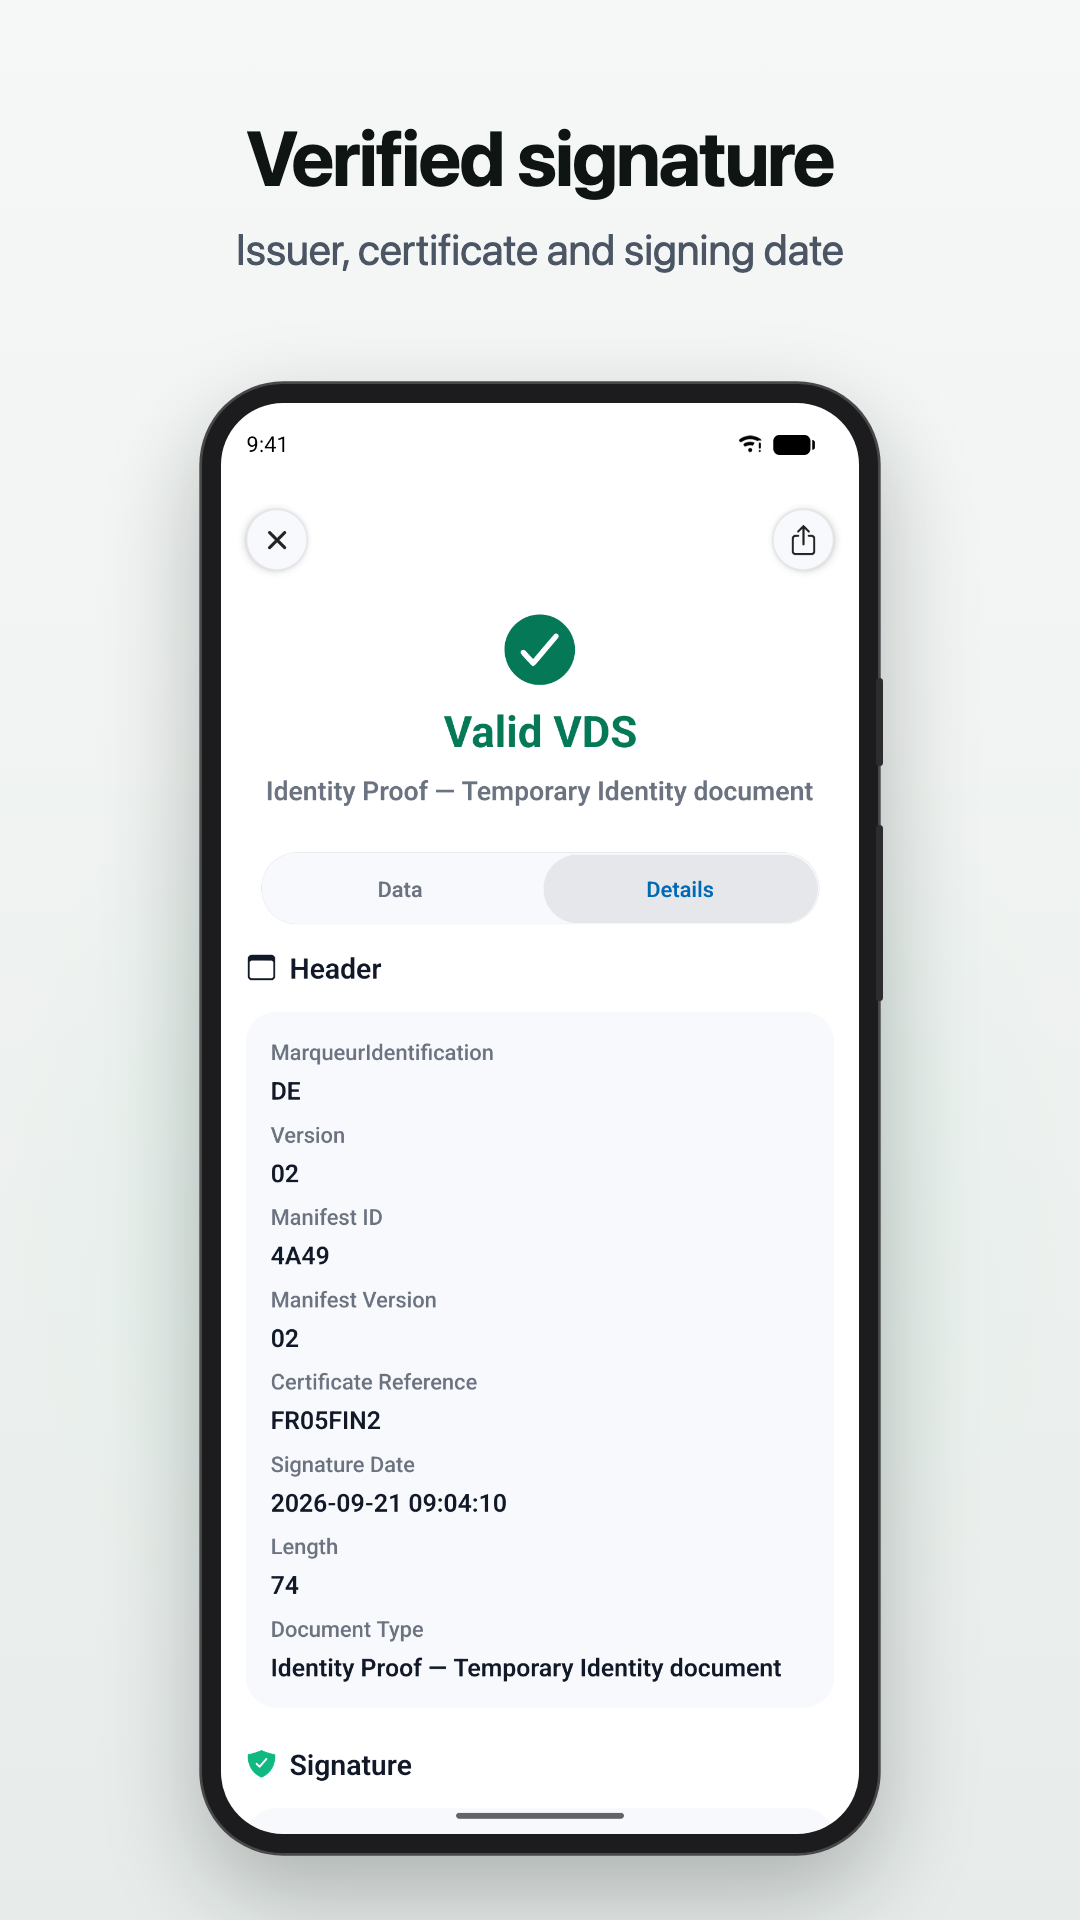 Verified signature
Issuer, certificate and signing date
9:41
Valid VDS
Identity Proof — Temporary Identity document
Data
Details
Header
MarqueurIdentification
DE
Version
02
Manifest ID
4A49
Manifest Version
02
Certificate Reference
FR05FIN2
Signature Date
2026-09-21 09:04:10
Length
74
Document Type
Identity Proof — Temporary Identity document
Signature